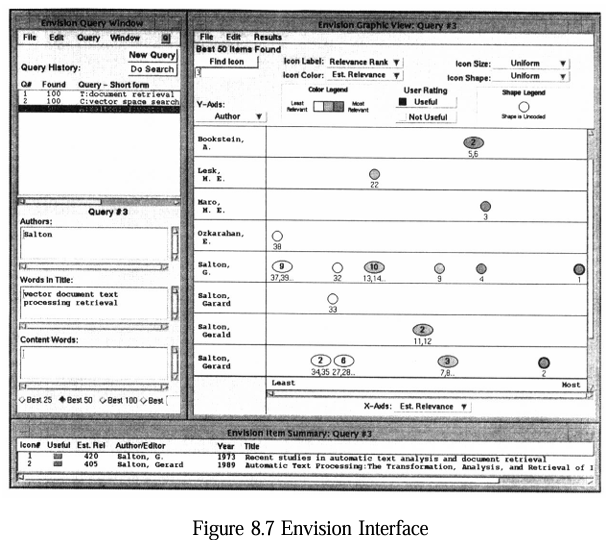 Envision Query Window
File Edit Query Window Q
New Query
Query History: Do Search
Q# Found Query - Short form
1 100 T:document retrieval
2 100 C:vector space search
Query #3
Authors:
Salton
Words In Title:
vector document text
processing retrieval
Content Words:
Best 25 Best 50 Best 100 Best
Envision Graphic View: Query #3
File Edit Results
Best 50 Items Found
Find Icon
Icon Label: Relevance Rank
Icon Size: Uniform
Icon Color: Est. Relevance
Icon Shape: Uniform
Color Legend
User Rating
Shape Legend
Least Relevant
Most Relevant
Useful
Not Useful
Shape is Uncoded
Y-Axis:
Author
Bookstein, A.
2
5,6
Lesk, M. E.
22
Maro, M. E.
3
Ozkarahan, E.
38
Salton, G.
9 10
37,39.. 32 13,14.. 9 4 1
Salton, Garard
33
Salton, Gerald
2
11,12
Salton, Gerard
2 6 3
34,35 27,28.. 7,8.. 2
Least Most
X-Axis: Est. Relevance
Envision Item Summary: Query #3
Icon# Useful Est. Rel Author/Editor Year Title
1 420 Salton, G. 1973 Recent studies in automatic text analysis and document retrieval
2 405 Salton, Gerard 1989 Automatic Text Processing:The Transformation, Analysis, and Retrieval of I
Figure 8.7 Envision Interface